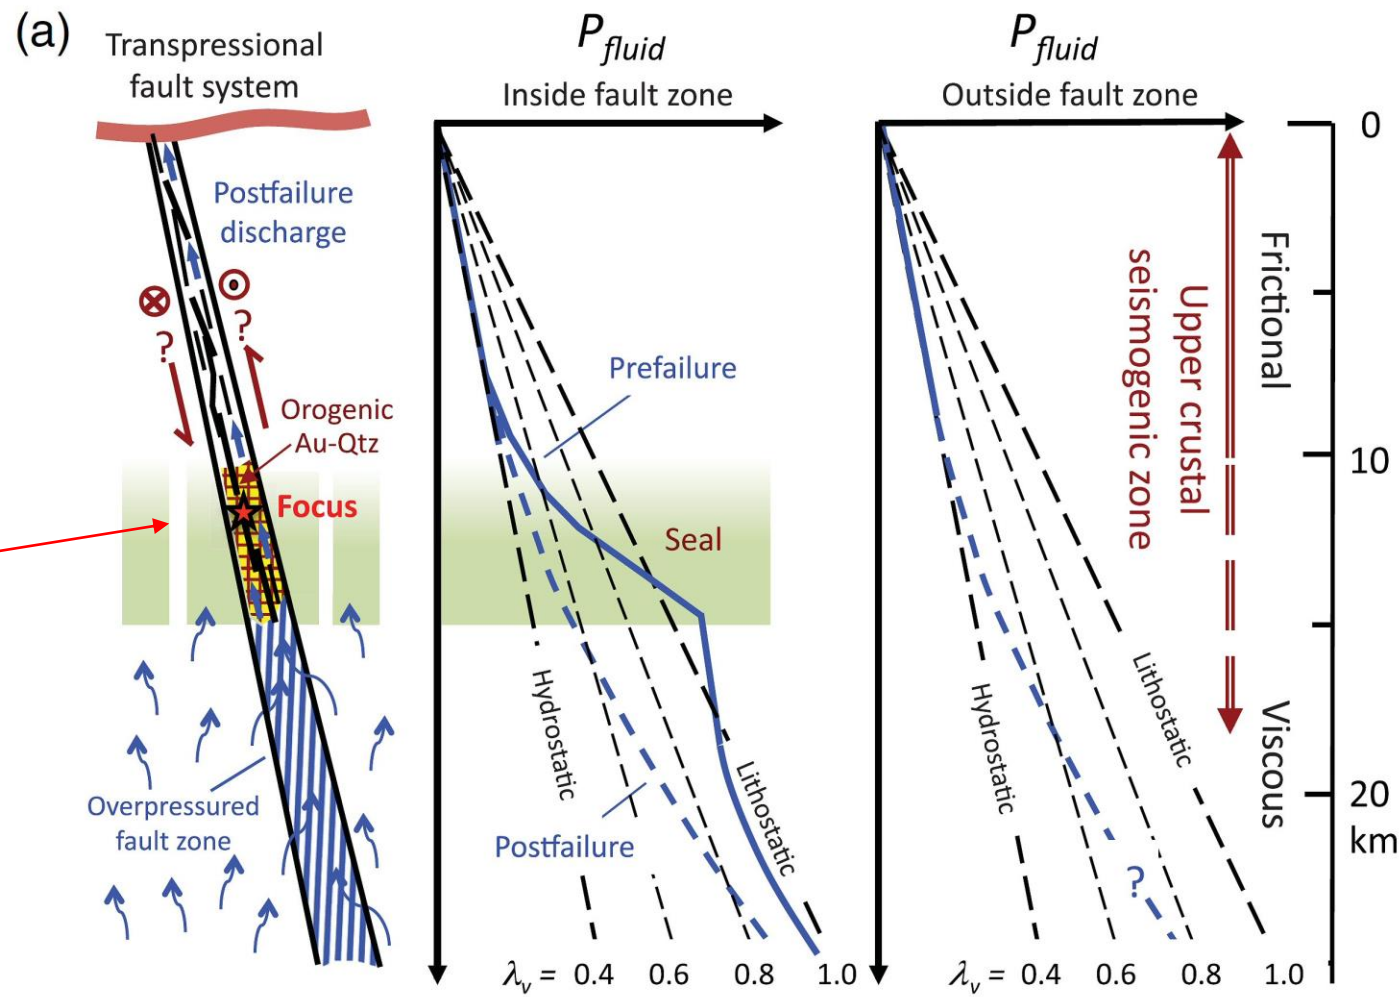 (a)
Transpressional
fault system
Postfailure
discharge
?
?
Orogenic
Au-Qtz
Focus
Overpressured
fault zone
Pfluid
Inside fault zone
Prefailure
Seal
Hydrostatic
Lithostatic
Postfailure
λv = 0.4 0.6 0.8 1.0
Pfluid
Outside fault zone
Hydrostatic
Lithostatic
?
λv = 0.4 0.6 0.8 1.0
Upper crustal
seismogenic zone
Frictional
Viscous
0
10
20
km